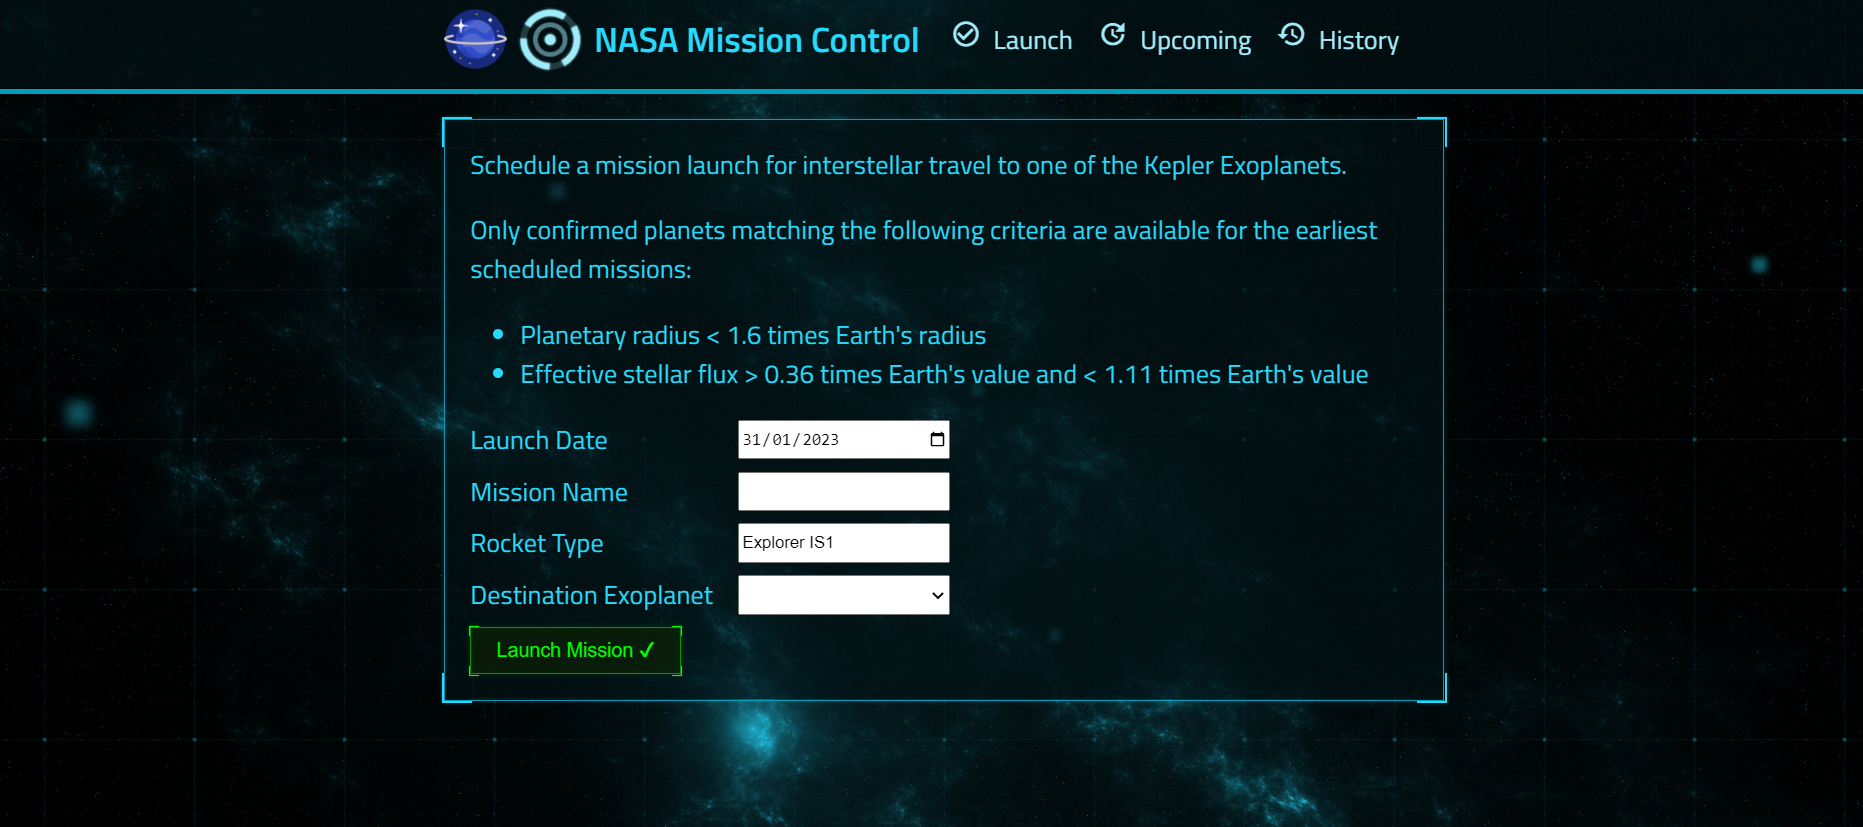 NASA Mission Control
Launch
Upcoming
History
Schedule a mission launch for interstellar travel to one of the Kepler Exoplanets.
Only confirmed planets matching the following criteria are available for the earliest
scheduled missions:
Planetary radius < 1.6 times Earth's radius
Effective stellar flux > 0.36 times Earth's value and < 1.11 times Earth's value
Launch Date 31/01/2023
Mission Name
Rocket Type Explorer IS1
Destination Exoplanet
Launch Mission ✓